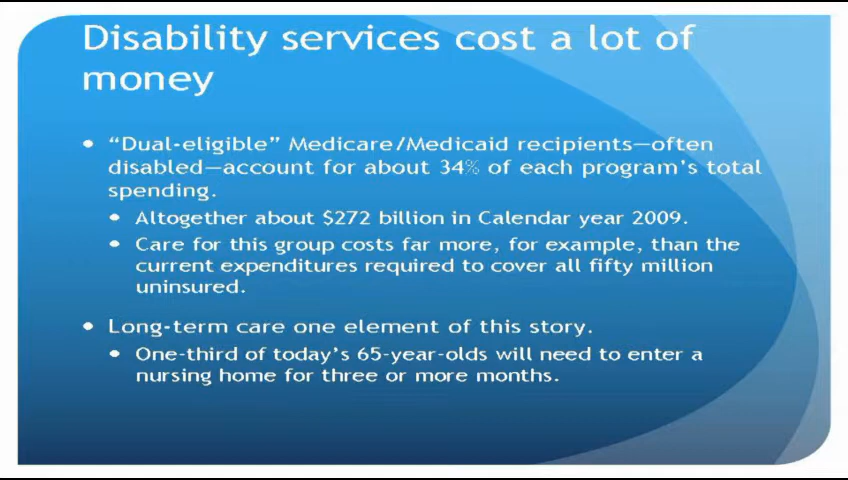 Disability services cost a lot of
money
• “Dual-eligible” Medicare/Medicaid recipients—often
disabled—account for about 34% of each program’s total
spending.
• Altogether about $272 billion in Calendar year 2009.
• Care for this group costs far more, for example, than the
current expenditures required to cover all fifty million
uninsured.
• Long-term care one element of this story.
• One-third of today’s 65-year-olds will need to enter a
nursing home for three or more months.